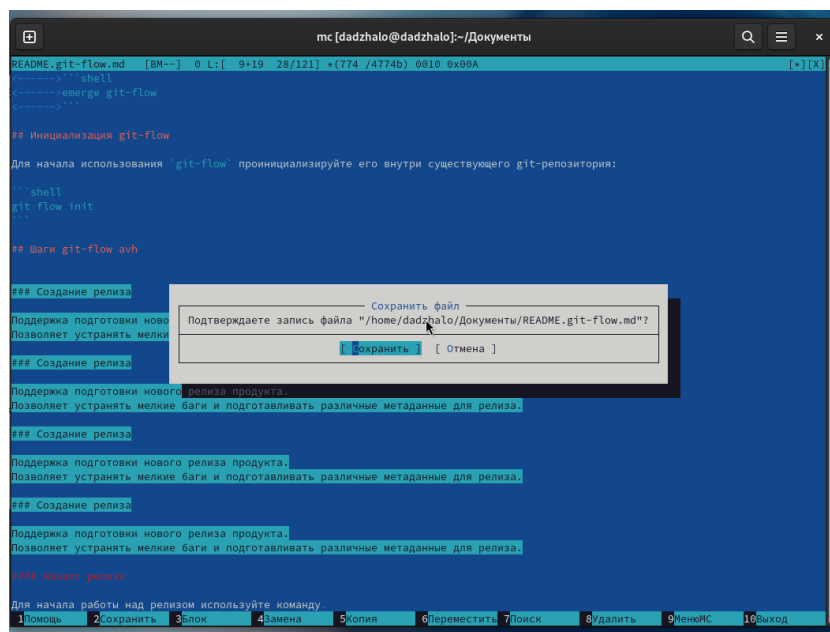 mc [dadzhalo@dadzhalo]:~/Документы
README.git-flow.md [BM--] 0 L:[ 9+19 28/121] *(774 /4774b) 0010 0x00A [*][X]
<------>```shell
<------>emerge git-flow
<------>```
## Инициализация git-flow
Для начала использования `git-flow` проинициализируйте его внутри существующего git-репозитория:
```shell
git flow init
```
## Шаги git-flow avh
### Создание релиза
Сохранить файл
Поддержка подготовки ново
Подтверждаете запись файла "/home/dadzhalo/Документы/README.git-flow.md"?
Позволяет устранять мелки
[ Сохранить ] [ Отмена ]
### Создание релиза
Поддержка подготовки нового релиза продукта.
Позволяет устранять мелкие баги и подготавливать различные метаданные для релиза.
### Создание релиза
Поддержка подготовки нового релиза продукта.
Позволяет устранять мелкие баги и подготавливать различные метаданные для релиза.
### Создание релиза
Поддержка подготовки нового релиза продукта.
Позволяет устранять мелкие баги и подготавливать различные метаданные для релиза.
#### Начало релиза
Для начала работы над релизом используйте команду.
1Помощь 2Сохранить 3Блок 4Замена 5Копия 6Переместить 7Поиск 8Удалить 9МенюMC 10Выход